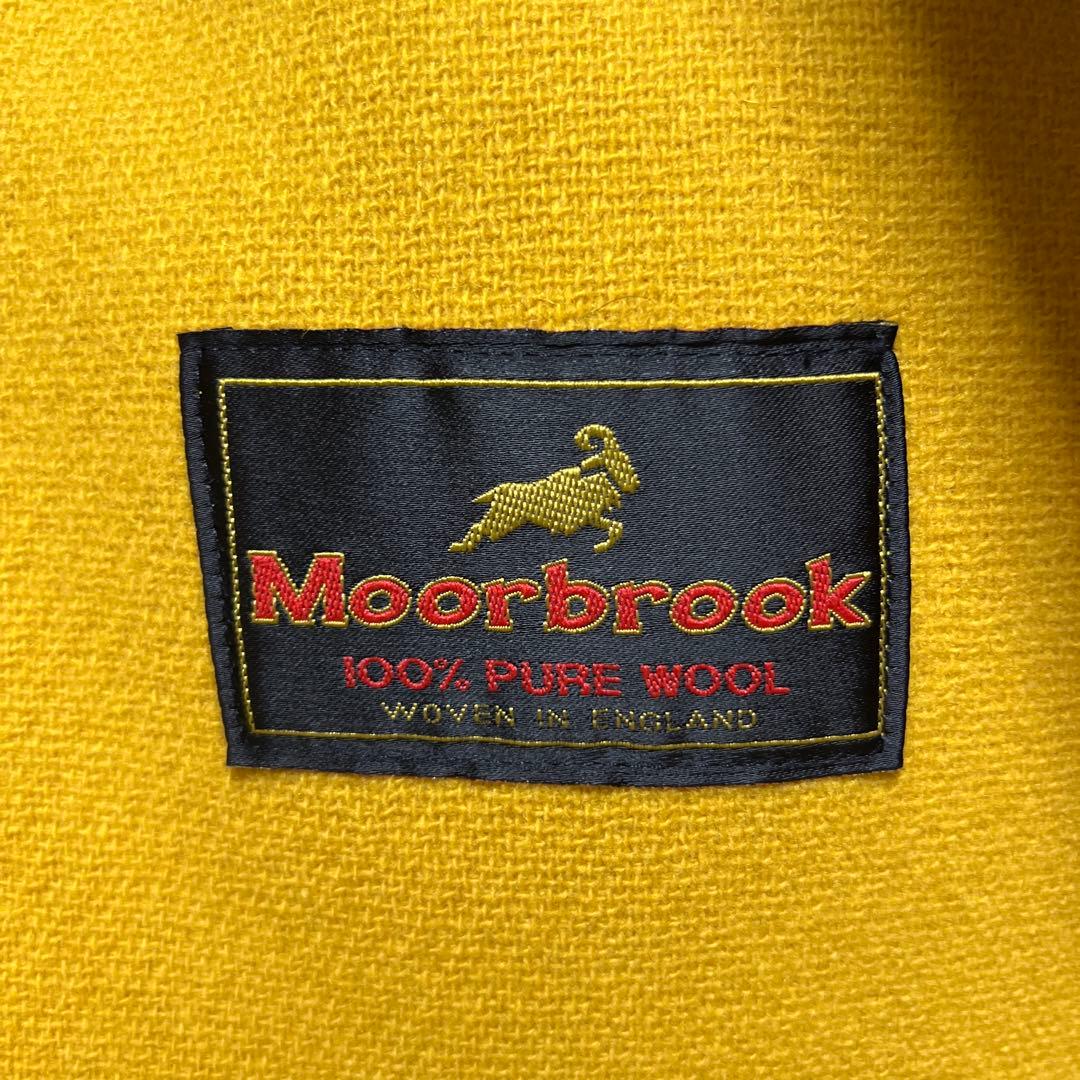 Moorbrook
100% PURE WOOL
WOVEN IN ENGLAND